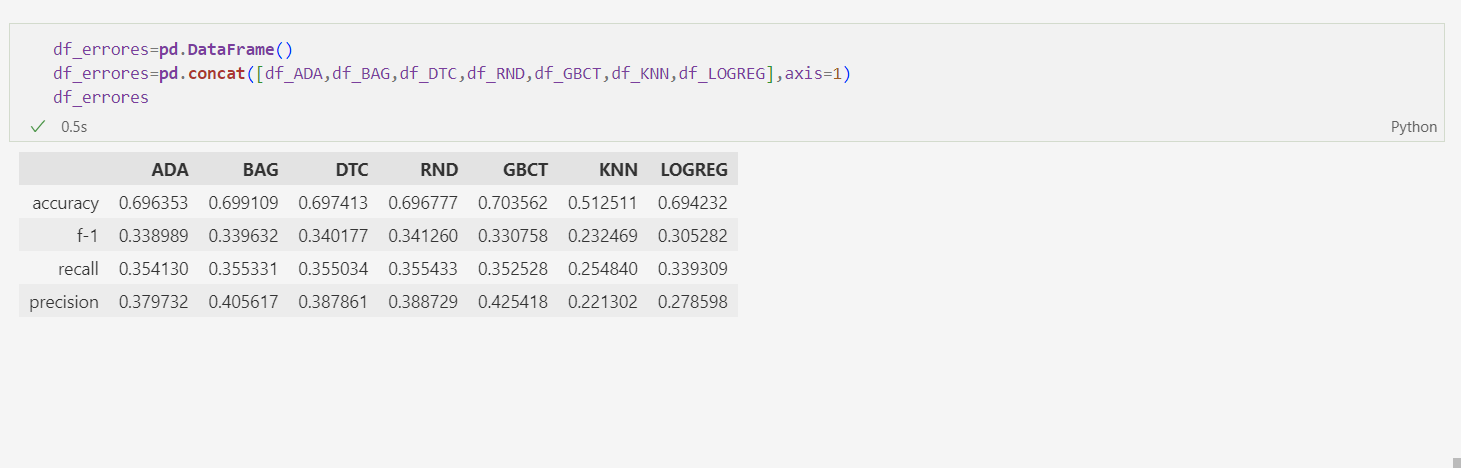 df_errores=pd.DataFrame()
df_errores=pd.concat([df_ADA,df_BAG,df_DTC,df_RND,df_GBCT,df_KNN,df_LOGREG],axis=1)
df_errores
0.5s Python
ADA BAG DTC RND GBCT KNN LOGREG
accuracy 0.696353 0.699109 0.697413 0.696777 0.703562 0.512511 0.694232
f-1 0.338989 0.339632 0.340177 0.341260 0.330758 0.232469 0.305282
recall 0.354130 0.355331 0.355034 0.355433 0.352528 0.254840 0.339309
precision 0.379732 0.405617 0.387861 0.388729 0.425418 0.221302 0.278598